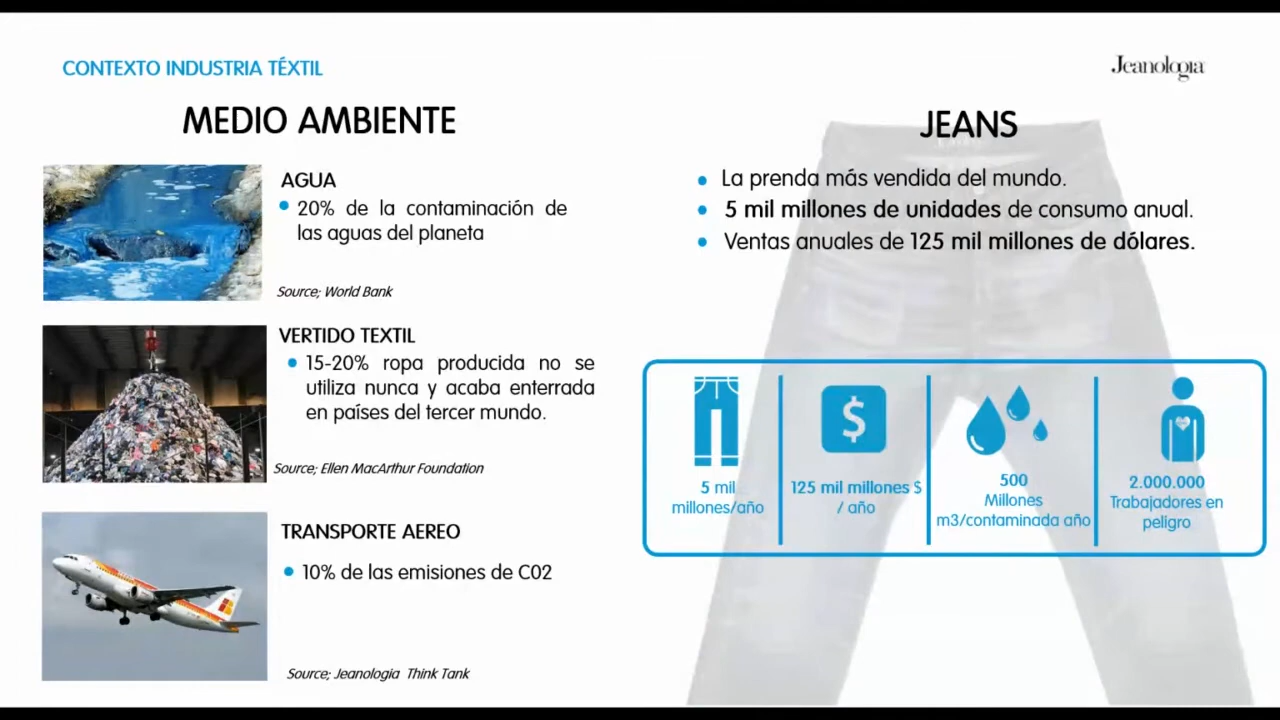 CONTEXTO INDUSTRIA TÉXTIL
Jeanologia
MEDIO AMBIENTE
AGUA
20% de la contaminación de
las aguas del planeta
Source; World Bank
VERTIDO TEXTIL
15-20% ropa producida no se
utiliza nunca y acaba enterrada
en países del tercer mundo.
Source; Ellen MacArthur Foundation
TRANSPORTE AEREO
10% de las emisiones de C02
Source; Jeanologia Think Tank
JEANS
La prenda más vendida del mundo.
5 mil millones de unidades de consumo anual.
Ventas anuales de 125 mil millones de dólares.
5 mil
millones/año
$
125 mil millones $
/ año
500
Millones
m3/contaminada año
2.000.000
Trabajadores en
peligro